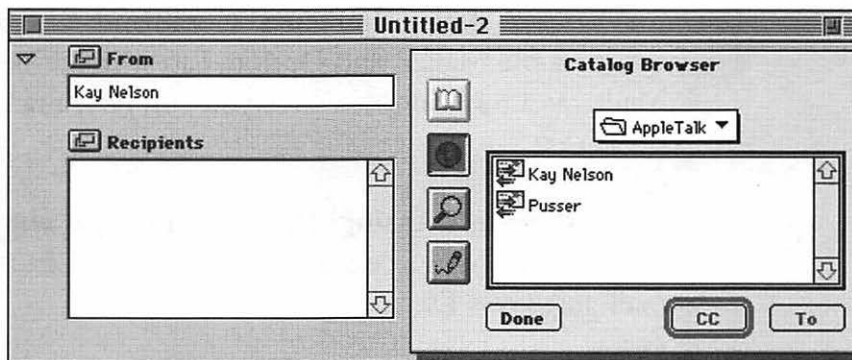 Untitled-2
From
Kay Nelson
Recipients
Catalog Browser
AppleTalk
Kay Nelson
Pusser
Done
CC
To